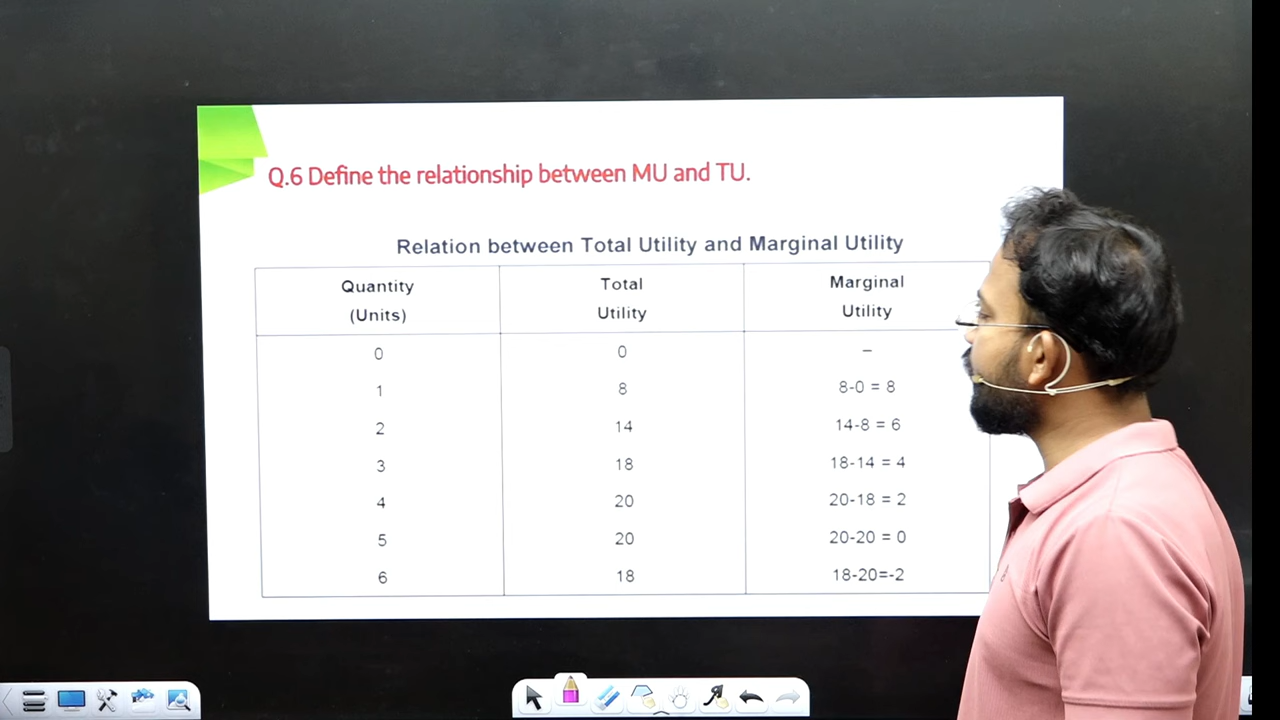 Q.6 Define the relationship between MU and TU.
Relation between Total Utility and Marginal Utility
Quantity (Units) Total Utility Marginal Utility
0 0 –
1 8 8-0 = 8
2 14 14-8 = 6
3 18 18-14 = 4
4 20 20-18 = 2
5 20 20-20 = 0
6 18 18-20=-2